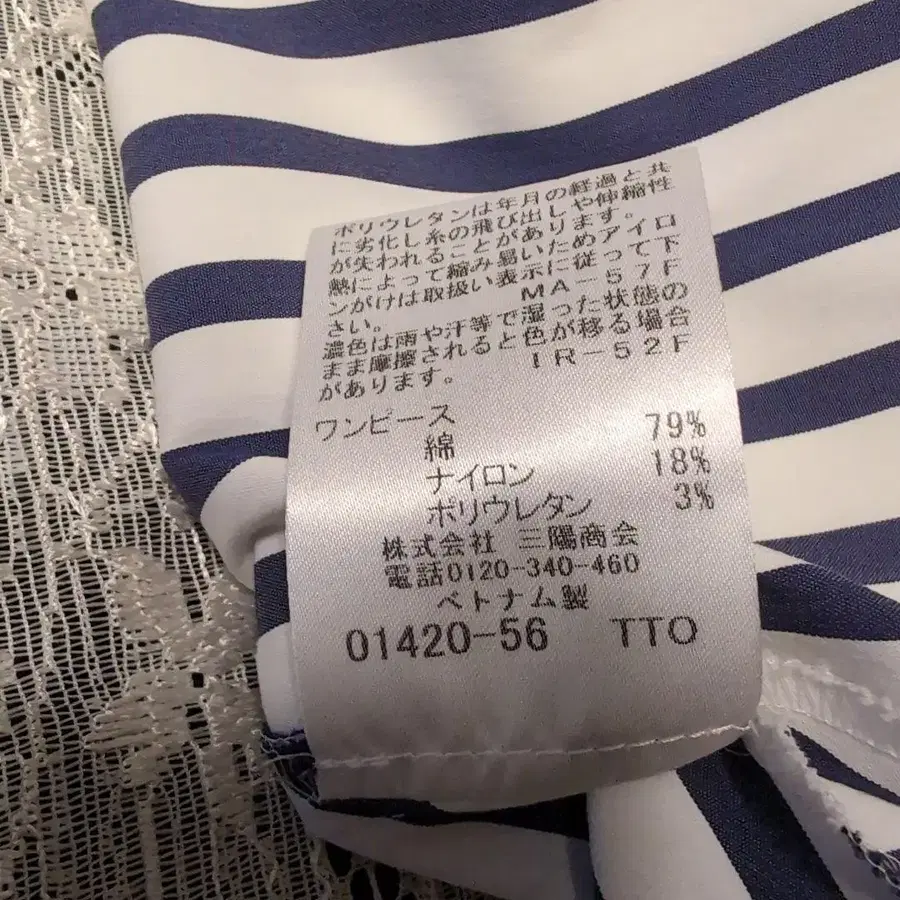 ポリウレタンは年月の経過と共
に劣化し糸の飛び出しや伸縮性
が失われることがあります。
熱によって縮み易いためアイロ
ンがけは取扱い表示に従って下
さい。 MA-57F
濃色は雨や汗等で湿った状態の
まま摩擦されると色が移る場合
があります。 IR-52F
ワンピース
綿 79%
ナイロン 18%
ポリウレタン 3%
株式会社 三陽商会
電話0120-340-460
ベトナム製
01420-56 TTO